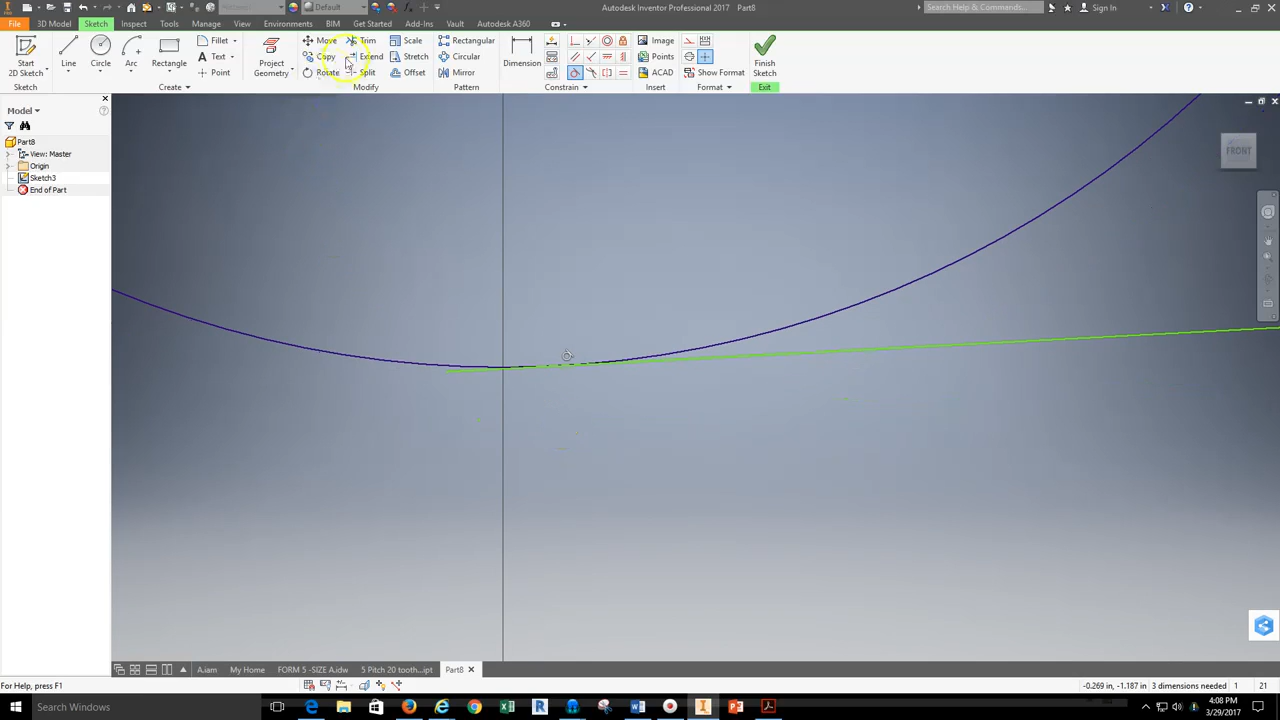 Default
Autodesk Inventor Professional 2017 Part8
Search Help & Commands...
Sign In
File Sketch 3D Model Inspect Tools Manage View Environments BIM Get Started Add-Ins Vault Autodesk A360
Start 2D Sketch
Line
Circle
Arc
Rectangle
Fillet
Text
Point
Project Geometry
Move
Copy
Rotate
Trim
Extend
Split
Scale
Stretch
Offset
Rectangular
Circular
Mirror
Dimension
Image
Points
ACAD
Show Format
Finish Sketch
Sketch Create Modify Pattern Constrain Insert Format Exit
Model
Part8
View: Master
Origin
Sketch3
End of Part
FRONT
A.iam My Home FORM 5 -SIZE A.idw 5 Pitch 20 tooth...ipt Part8
For Help, press F1
-0.269 in, -1.187 in 3 dimensions needed 1 21
Search Windows
4:08 PM
3/29/2017